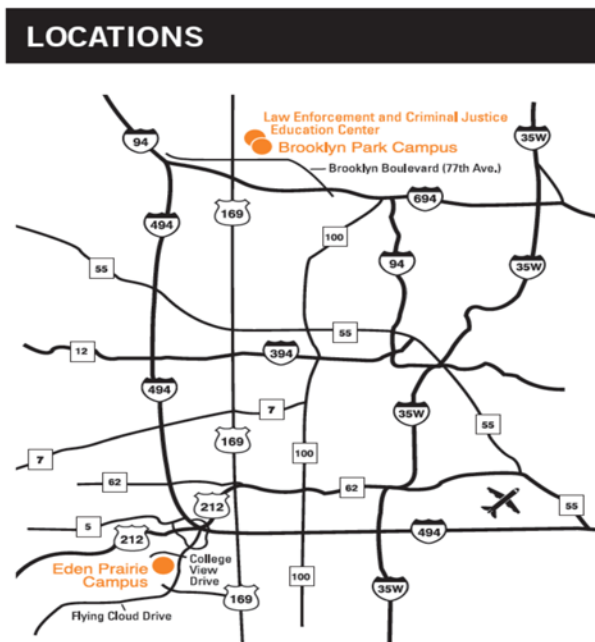 LOCATIONS
Law Enforcement and Criminal Justice
Education Center
Brooklyn Park Campus
Brooklyn Boulevard (77th Ave.)
94
35W
694
494
169
100
94
35W
55
55
12
394
494
7
35W
55
169
7
100
62
62
212
55
5
212
494
College
View
Drive
Eden Prairie
Campus
100
35W
169
Flying Cloud Drive